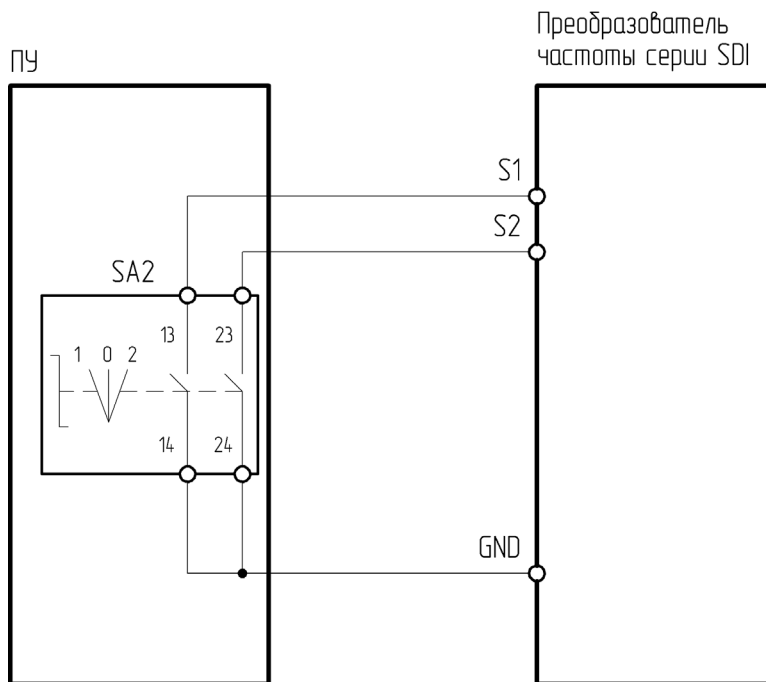 Преобразователь
частоты серии SDI
ПУ
S1
S2
SA2
13 23
1 0 2
14 24
GND